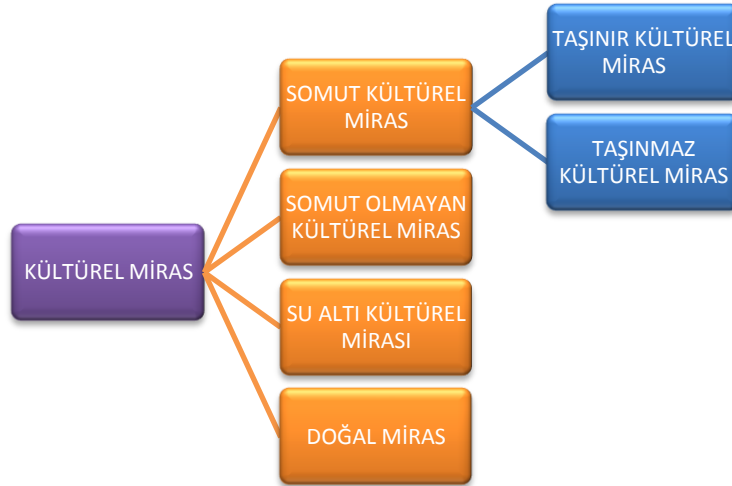 KÜLTÜREL MİRAS
SOMUT KÜLTÜREL
MİRAS
TAŞINIR KÜLTÜREL
MİRAS
TAŞINMAZ
KÜLTÜREL MİRAS
SOMUT OLMAYAN
KÜLTÜREL MİRAS
SU ALTI KÜLTÜREL
MİRASI
DOĞAL MİRAS